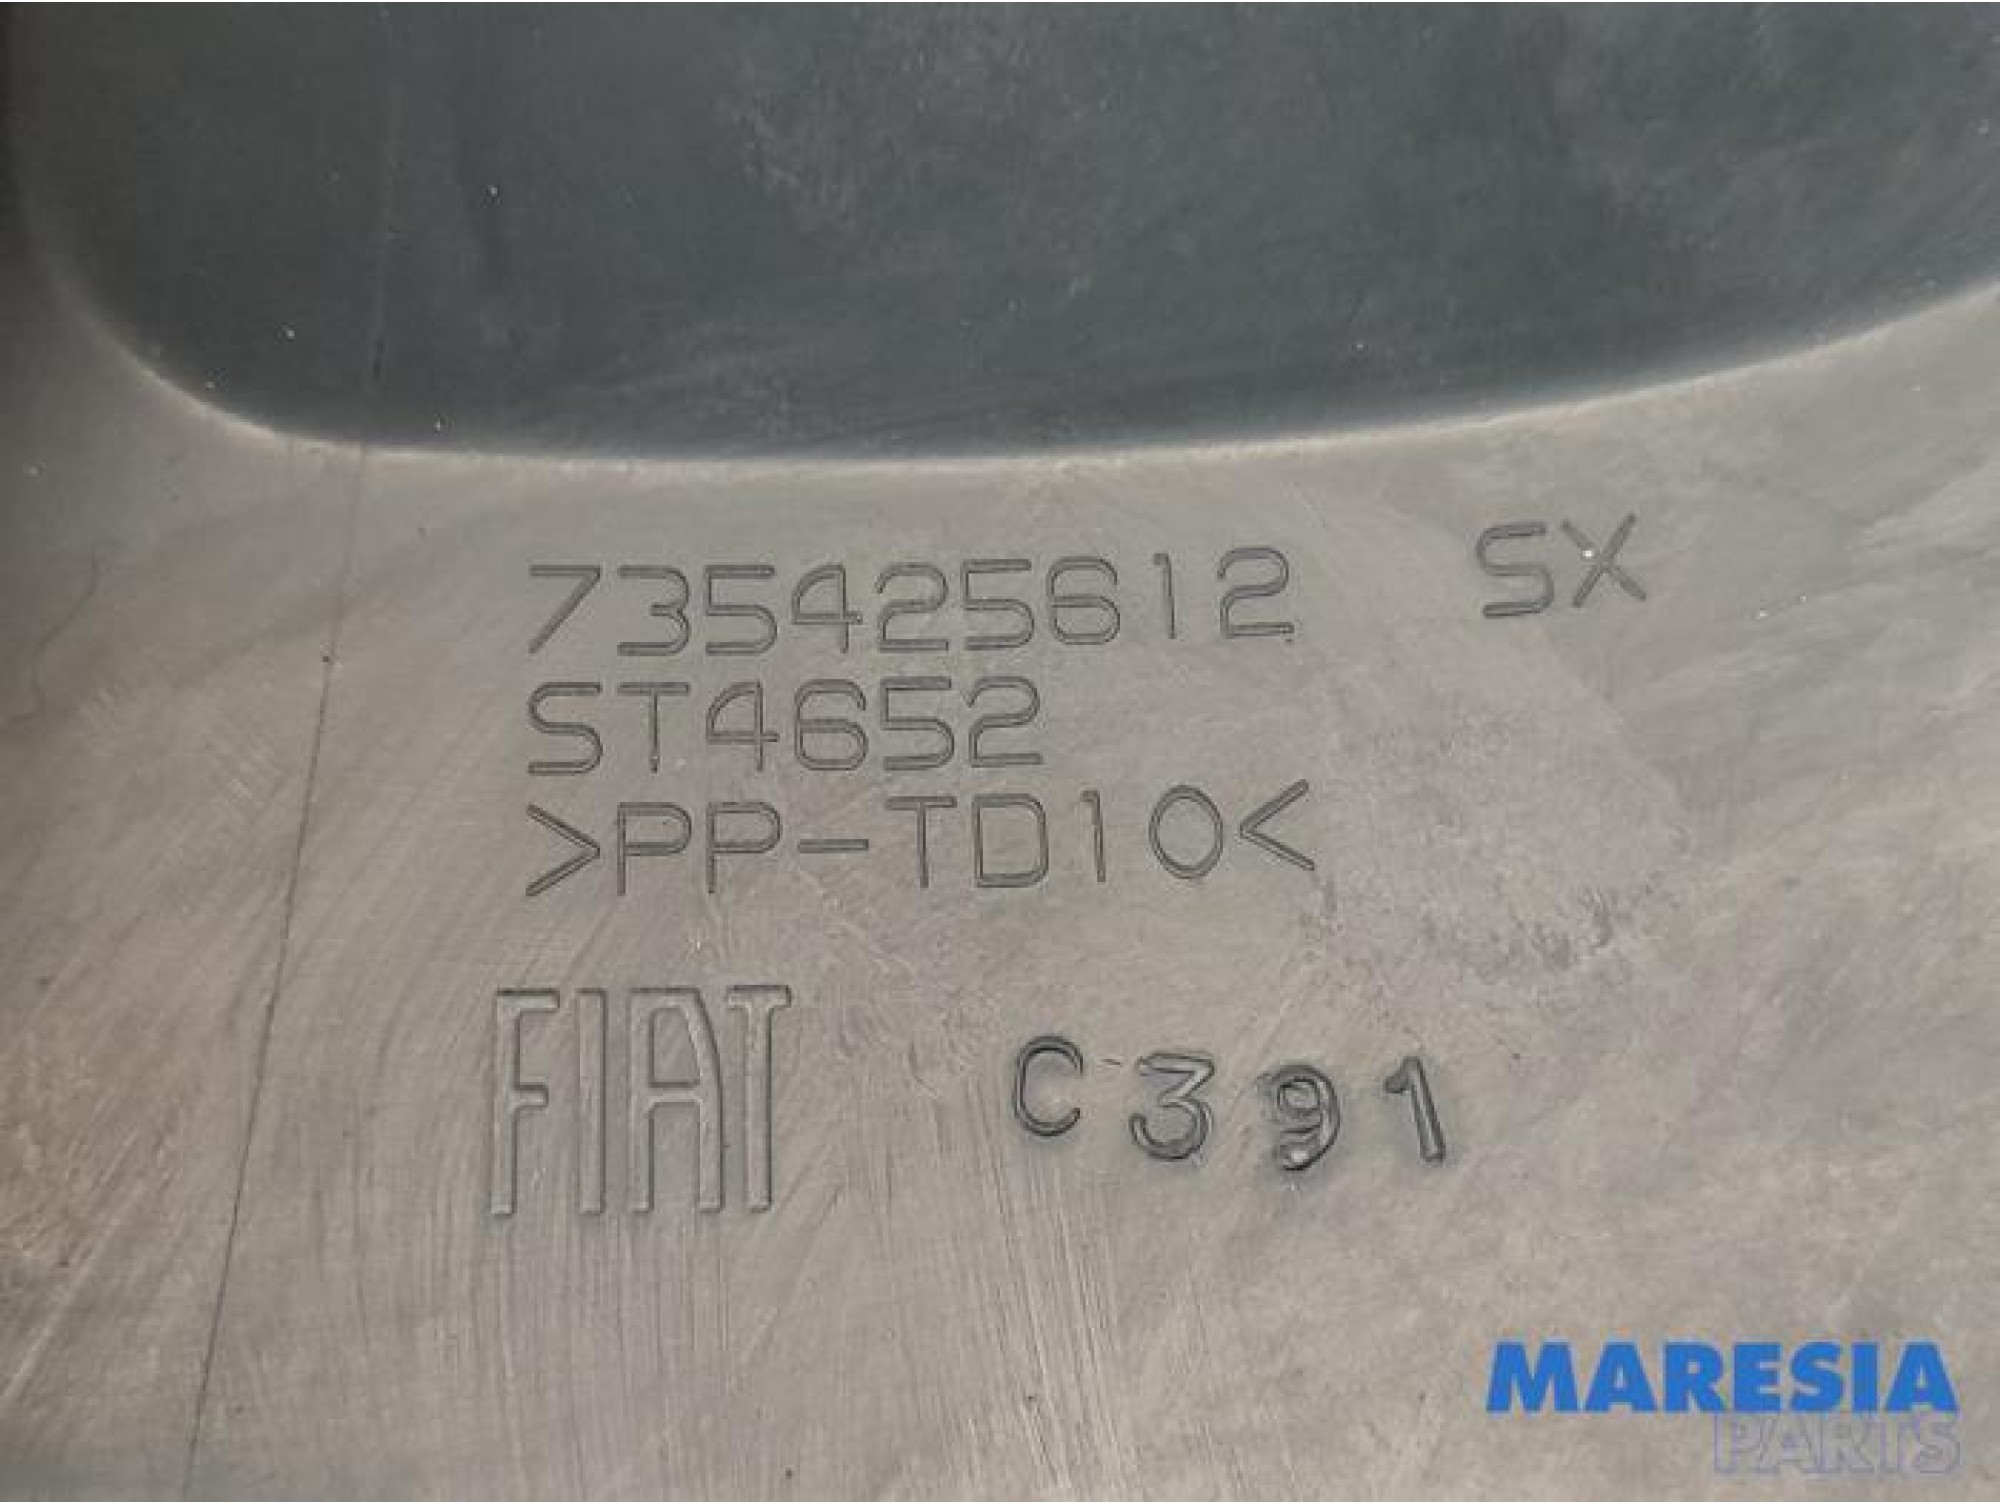 735425612 SX
ST4652
>PP-TD10<
FIAT C391
MARESIA
PARTS